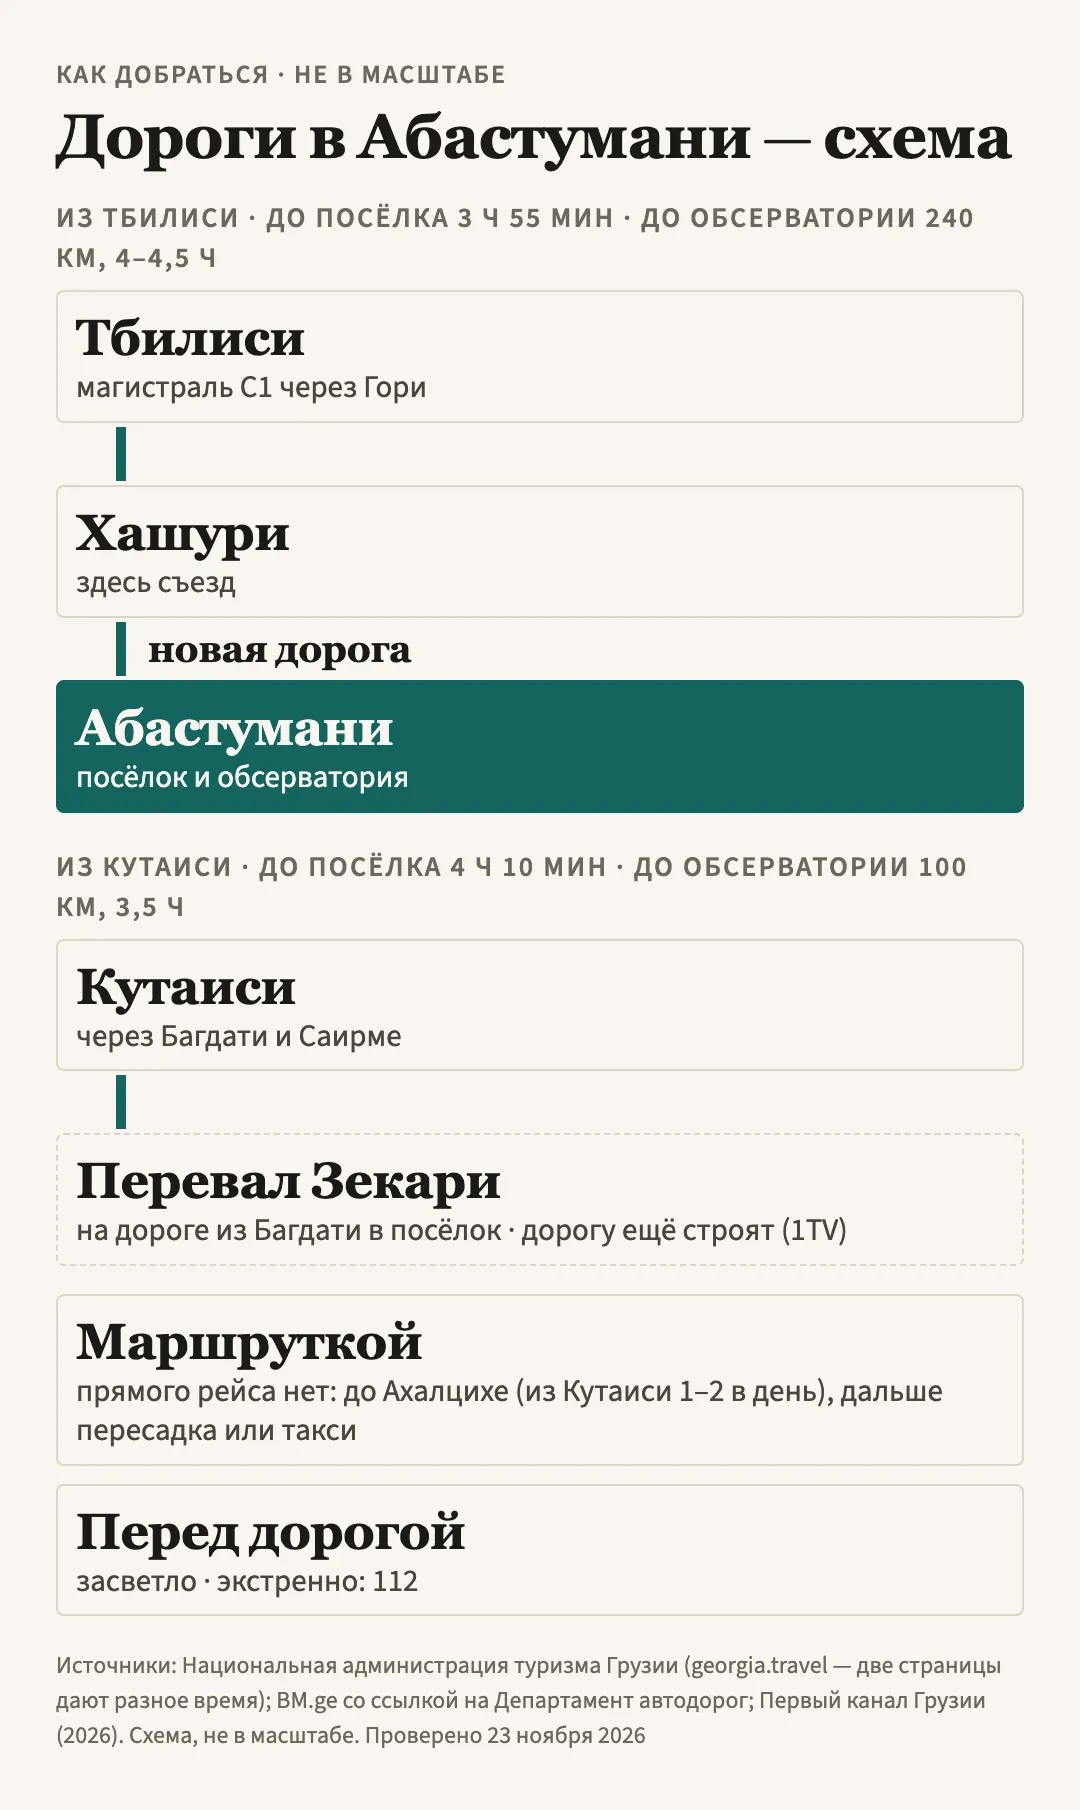 КАК ДОБРАТЬСЯ · НЕ В МАСШТАБЕ
Дороги в Абастумани — схема
ИЗ ТБИЛИСИ · ДО ПОСЁЛКА 3 Ч 55 МИН · ДО ОБСЕРВАТОРИИ 240
КМ, 4–4,5 Ч
Тбилиси
магистраль С1 через Гори
Хашури
здесь съезд
новая дорога
Абастумани
посёлок и обсерватория
ИЗ КУТАИСИ · ДО ПОСЁЛКА 4 Ч 10 МИН · ДО ОБСЕРВАТОРИИ 100
КМ, 3,5 Ч
Кутаиси
через Багдати и Саирме
Перевал Зекари
на дороге из Багдати в посёлок · дорогу ещё строят (1TV)
Маршруткой
прямого рейса нет: до Ахалцихе (из Кутаиси 1–2 в день), дальше
пересадка или такси
Перед дорогой
засветло · экстренно: 112
Источники: Национальная администрация туризма Грузии (georgia.travel — две страницы
дают разное время); BM.ge со ссылкой на Департамент автодорог; Первый канал Грузии
(2026). Схема, не в масштабе. Проверено 23 ноября 2026